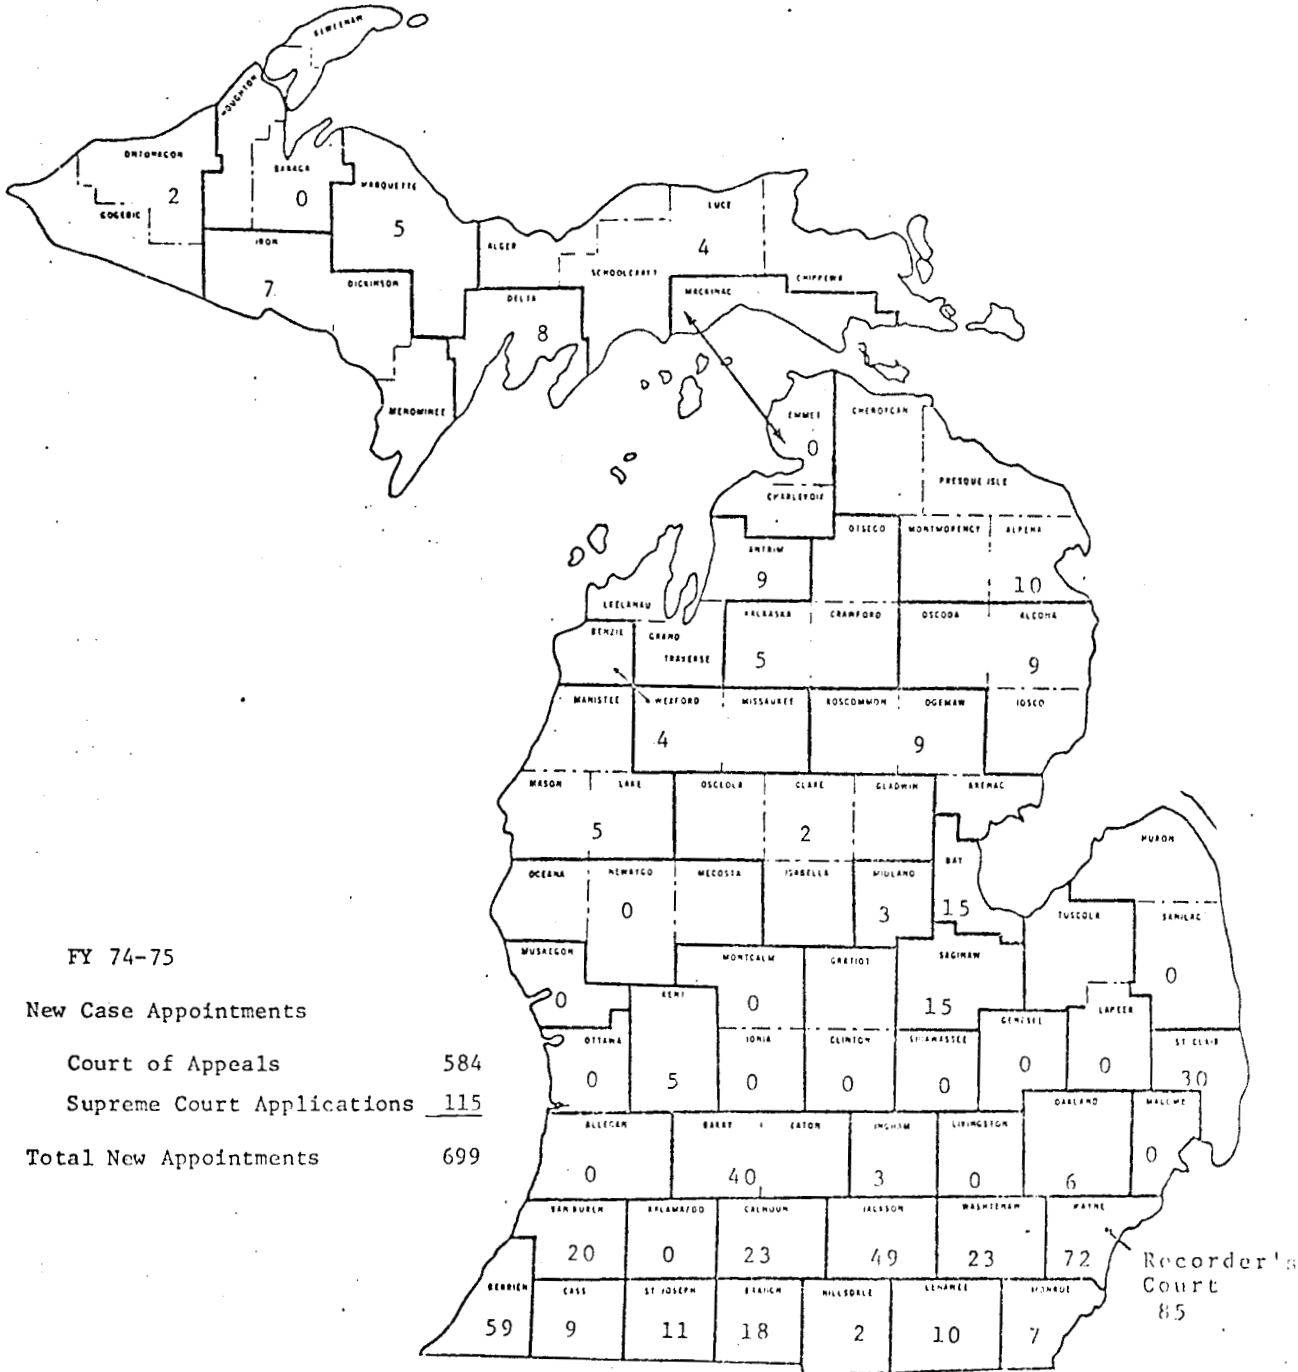 KEWEENAW
HOUGHTON
ONTONAGON
BARAGA
MARQUETTE
2
0
LUCE
GOGEBIC
5
IRON
ALGER
4
SCHOOLCRAFT
CHIPPEWA
7
DICKINSON
MACKINAC
DELTA
8
MENOMINEE
EMMET
CHEBOYGAN
0
PRESQUE ISLE
CHARLEVOIX
OTSEGO
MONTMORENCY
ALPENA
ANTRIM
9
10
LEELANAU
KALKASKA
CRAWFORD
OSCODA
ALCONA
BENZIE
GRAND
TRAVERSE
5
9
MANISTEE
WEXFORD
MISSAUKEE
ROSCOMMON
OGEMAW
IOSCO
4
9
MASON
LAKE
OSCEOLA
CLARE
GLADWIN
ARENAC
5
2
HURON
BAY
OCEANA
NEWAYGO
MECOSTA
ISABELLA
MIDLAND
0
3
15
TUSCOLA
SANILAC
FY 74-75
MUSKEGON
MONTCALM
GRATIOT
SAGINAW
0
0
0
15
KENT
New Case Appointments
LAPEER
GENESEE
OTTAWA
IONIA
CLINTON
SHIAWASSEE
ST CLAIR
Court of Appeals 584
0
5
0
0
0
0
0
30
Supreme Court Applications 115
OAKLAND
MACOMB
ALLEGAN
BARRY
EATON
INGHAM
LIVINGSTON
Total New Appointments 699
0
40
3
0
6
0
VAN BUREN
KALAMAZOO
CALHOUN
JACKSON
WASHTENAW
WAYNE
20
0
23
49
23
72
Recorder's
Court
85
BERRIEN
CASS
ST JOSEPH
BRANCH
HILLSDALE
LENAWEE
MONROE
59
9
11
18
2
10
7